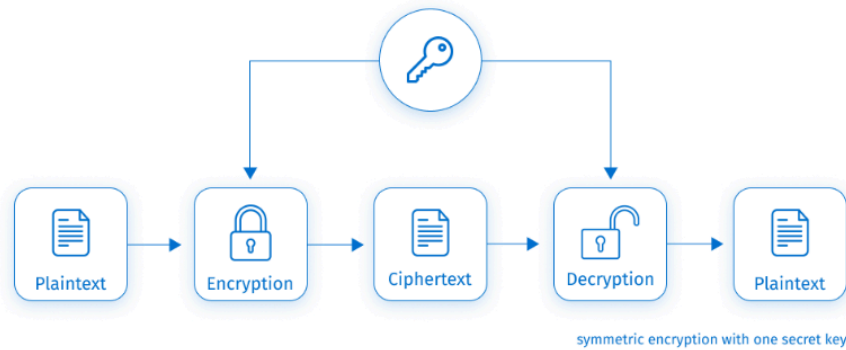 Plaintext
Encryption
Ciphertext
Decryption
Plaintext
symmetric encryption with one secret key